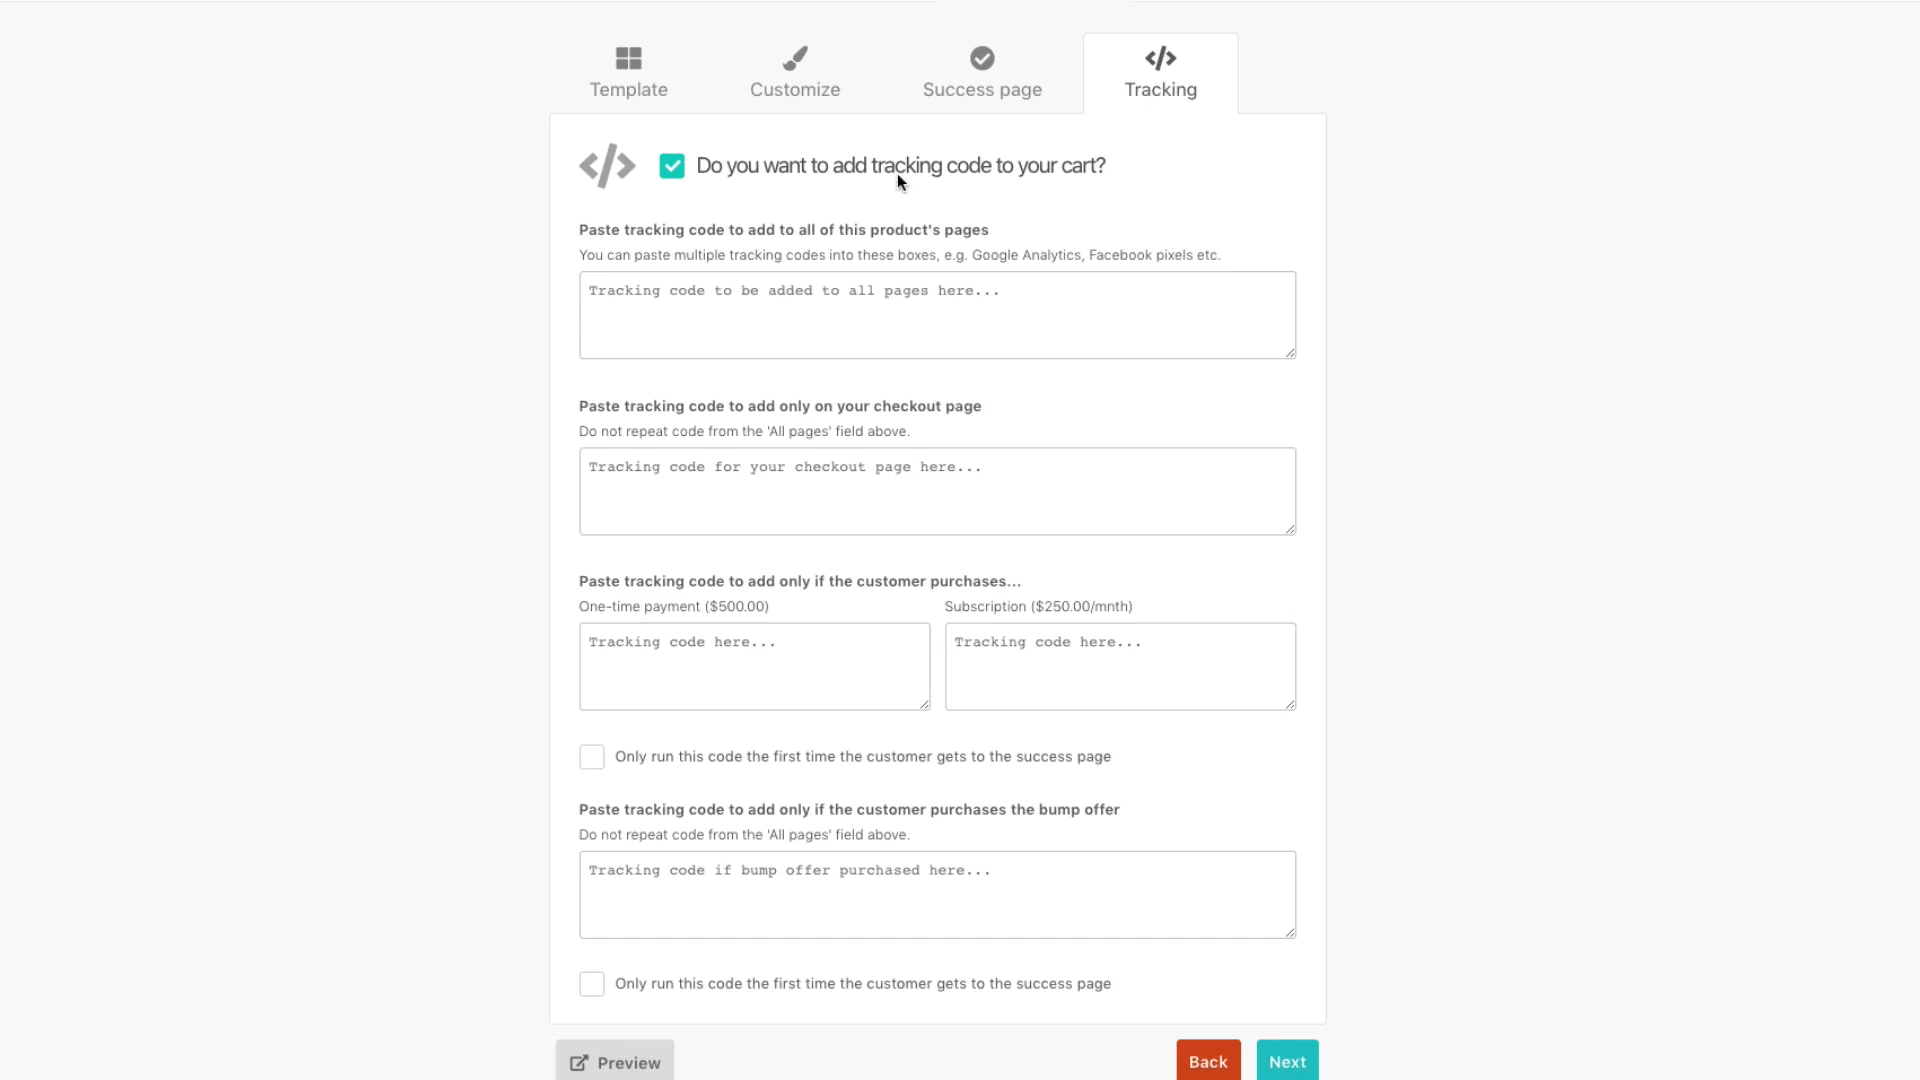 Template
Customize
Success page
Tracking
Do you want to add tracking code to your cart?
Paste tracking code to add to all of this product's pages
You can paste multiple tracking codes into these boxes, e.g. Google Analytics, Facebook pixels etc.
Tracking code to be added to all pages here...
Paste tracking code to add only on your checkout page
Do not repeat code from the 'All pages' field above.
Tracking code for your checkout page here...
Paste tracking code to add only if the customer purchases...
One-time payment ($500.00)
Subscription ($250.00/mnth)
Tracking code here...
Tracking code here...
Only run this code the first time the customer gets to the success page
Paste tracking code to add only if the customer purchases the bump offer
Do not repeat code from the 'All pages' field above.
Tracking code if bump offer purchased here...
Only run this code the first time the customer gets to the success page
Preview
Back
Next